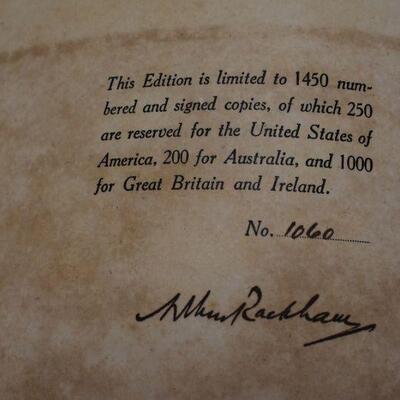 This Edition is limited to 1450 num-
bered and signed copies, of which 250
are reserved for the United States of
America, 200 for Australia, and 1000
for Great Britain and Ireland.
No. 1060
Arthur Rackham